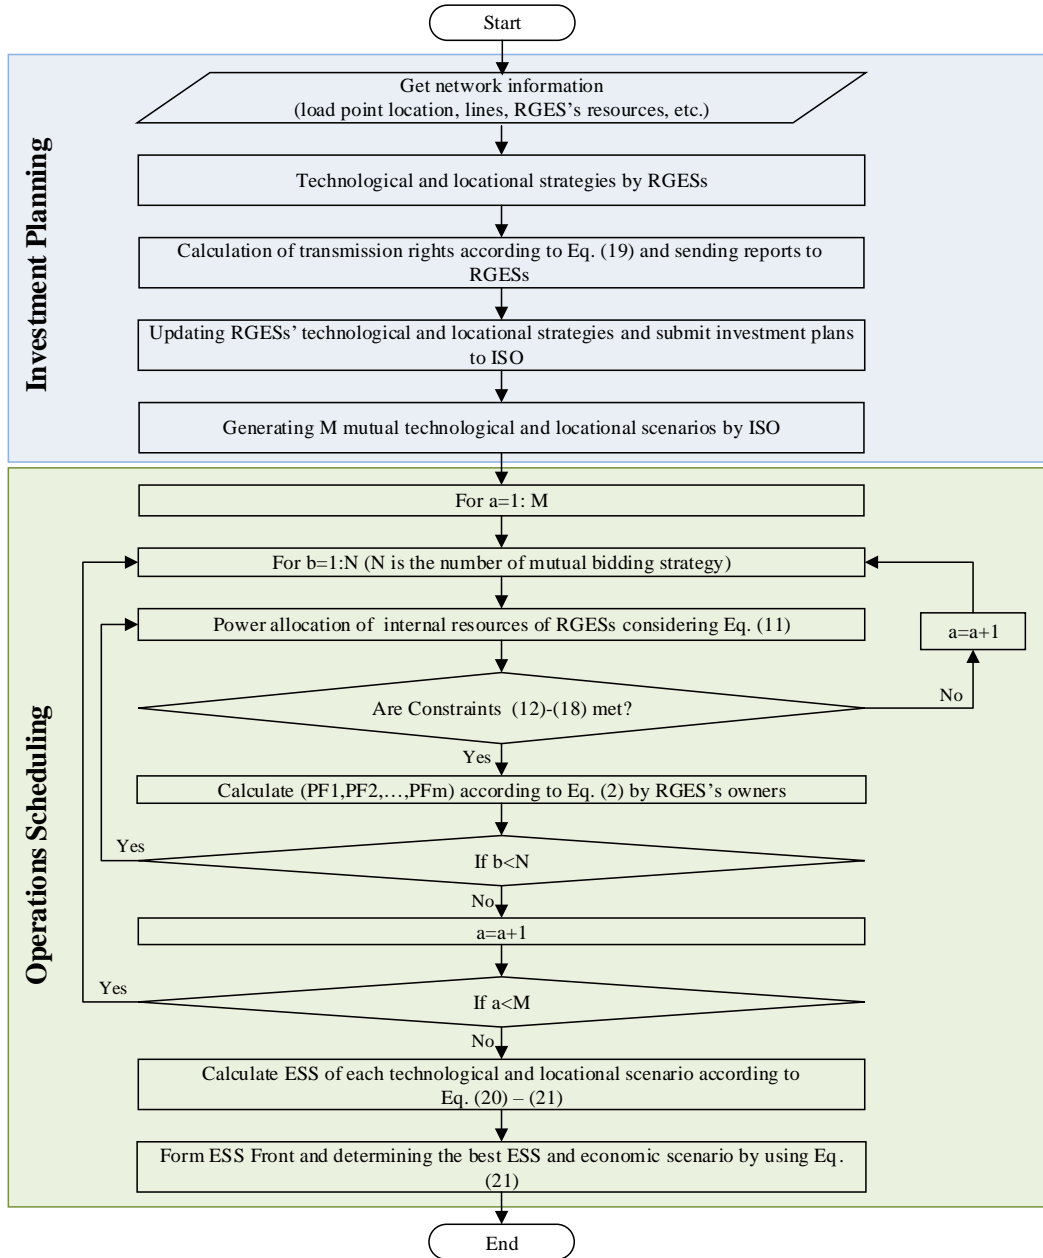 Start
Investment Planning
Get network information
(load point location, lines, RGES's resources, etc.)
Technological and locational strategies by RGESs
Calculation of transmission rights according to Eq. (19) and sending reports to
RGESs
Updating RGESs' technological and locational strategies and submit investment plans
to ISO
Generating M mutual technological and locational scenarios by ISO
Operations Scheduling
For a=1: M
For b=1:N (N is the number of mutual bidding strategy)
Power allocation of internal resources of RGESs considering Eq. (11)
a=a+1
Are Constraints (12)-(18) met?
No
Yes
Calculate (PF1,PF2,…,PFm) according to Eq. (2) by RGES's owners
Yes
If b<N
No
a=a+1
Yes
If a<M
No
Calculate ESS of each technological and locational scenario according to
Eq. (20) – (21)
Form ESS Front and determining the best ESS and economic scenario by using Eq.
(21)
End